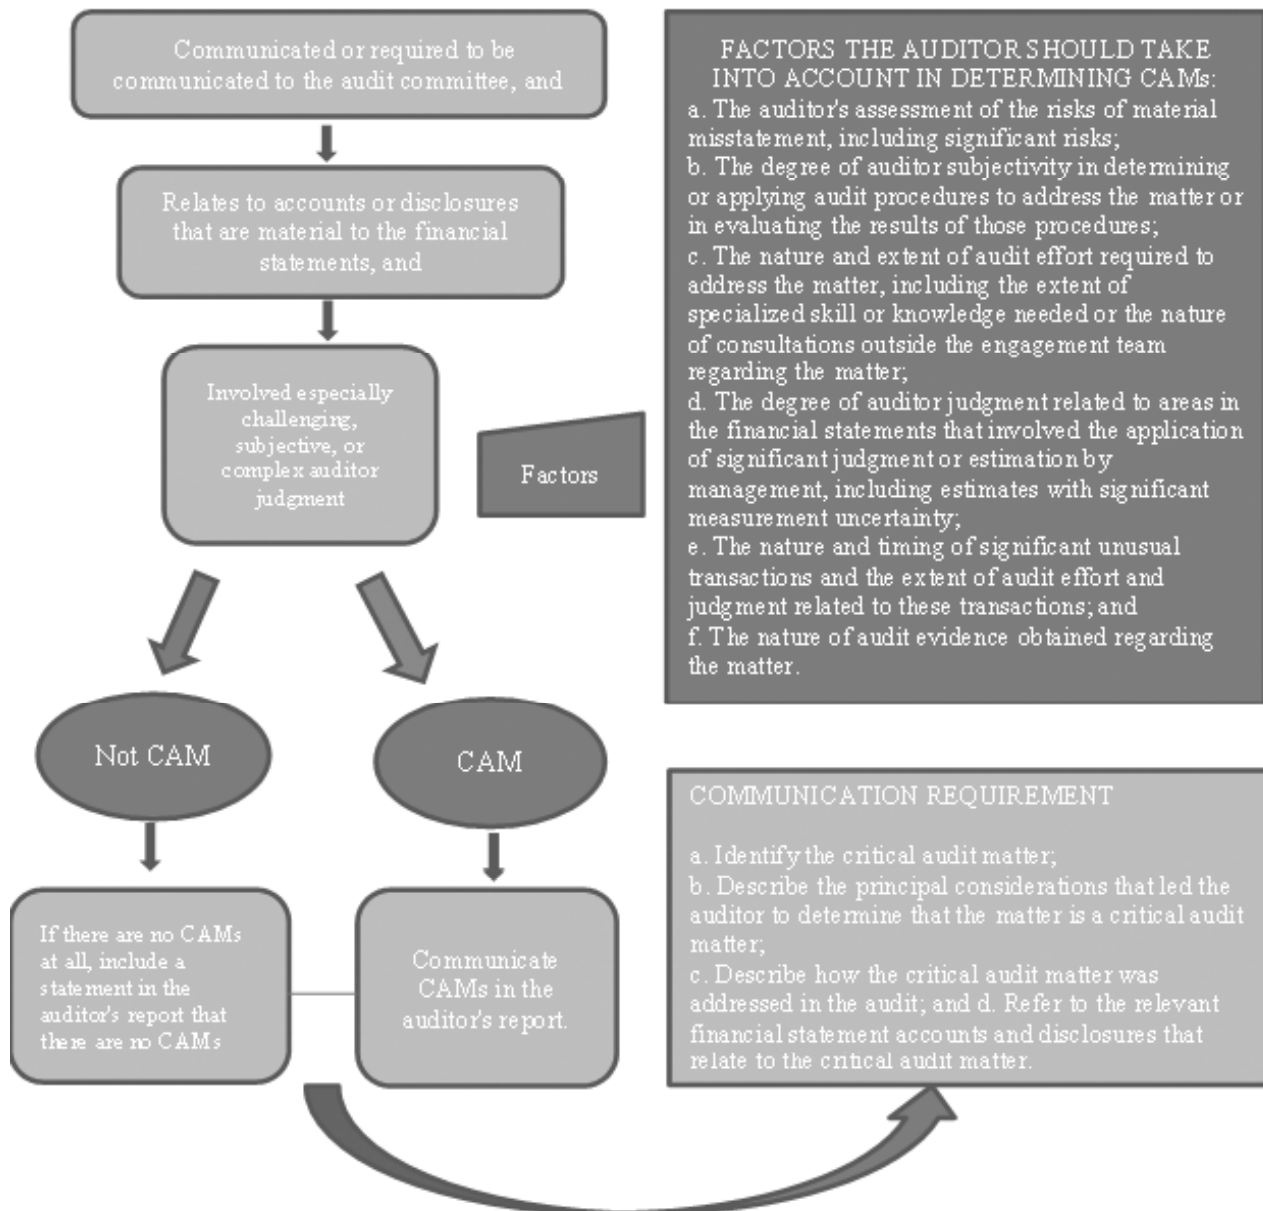 Communicated or required to be
communicated to the audit committee, and
Relates to accounts or disclosures
that are material to the financial
statements, and
Involved especially
challenging,
subjective, or
complex auditor
judgment
Factors
FACTORS THE AUDITOR SHOULD TAKE
INTO ACCOUNT IN DETERMINING CAMs:
a. The auditor's assessment of the risks of material
misstatement, including significant risks;
b. The degree of auditor subjectivity in determining
or applying audit procedures to address the matter or
in evaluating the results of those procedures;
c. The nature and extent of audit effort required to
address the matter, including the extent of
specialized skill or knowledge needed or the nature
of consultations outside the engagement team
regarding the matter;
d. The degree of auditor judgment related to areas in
the financial statements that involved the application
of significant judgment or estimation by
management, including estimates with significant
measurement uncertainty;
e. The nature and timing of significant unusual
transactions and the extent of audit effort and
judgment related to these transactions; and
f. The nature of audit evidence obtained regarding
the matter.
Not CAM
CAM
If there are no CAMs
at all, include a
statement in the
auditor's report that
there are no CAMs
Communicate
CAMs in the
auditor's report.
COMMUNICATION REQUIREMENT
a. Identify the critical audit matter;
b. Describe the principal considerations that led the
auditor to determine that the matter is a critical audit
matter;
c. Describe how the critical audit matter was
addressed in the audit; and d. Refer to the relevant
financial statement accounts and disclosures that
relate to the critical audit matter.